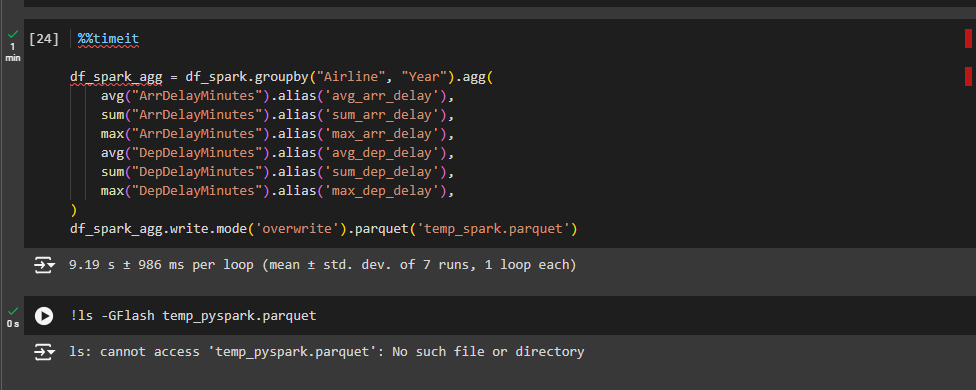 [24] %%timeit
1
min
df_spark_agg = df_spark.groupby("Airline", "Year").agg(
avg("ArrDelayMinutes").alias('avg_arr_delay'),
sum("ArrDelayMinutes").alias('sum_arr_delay'),
max("ArrDelayMinutes").alias('max_arr_delay'),
avg("DepDelayMinutes").alias('avg_dep_delay'),
sum("DepDelayMinutes").alias('sum_dep_delay'),
max("DepDelayMinutes").alias('max_dep_delay'),
)
df_spark_agg.write.mode('overwrite').parquet('temp_spark.parquet')
9.19 s ± 986 ms per loop (mean ± std. dev. of 7 runs, 1 loop each)
0 s
!ls -GFlash temp_pyspark.parquet
ls: cannot access 'temp_pyspark.parquet': No such file or directory